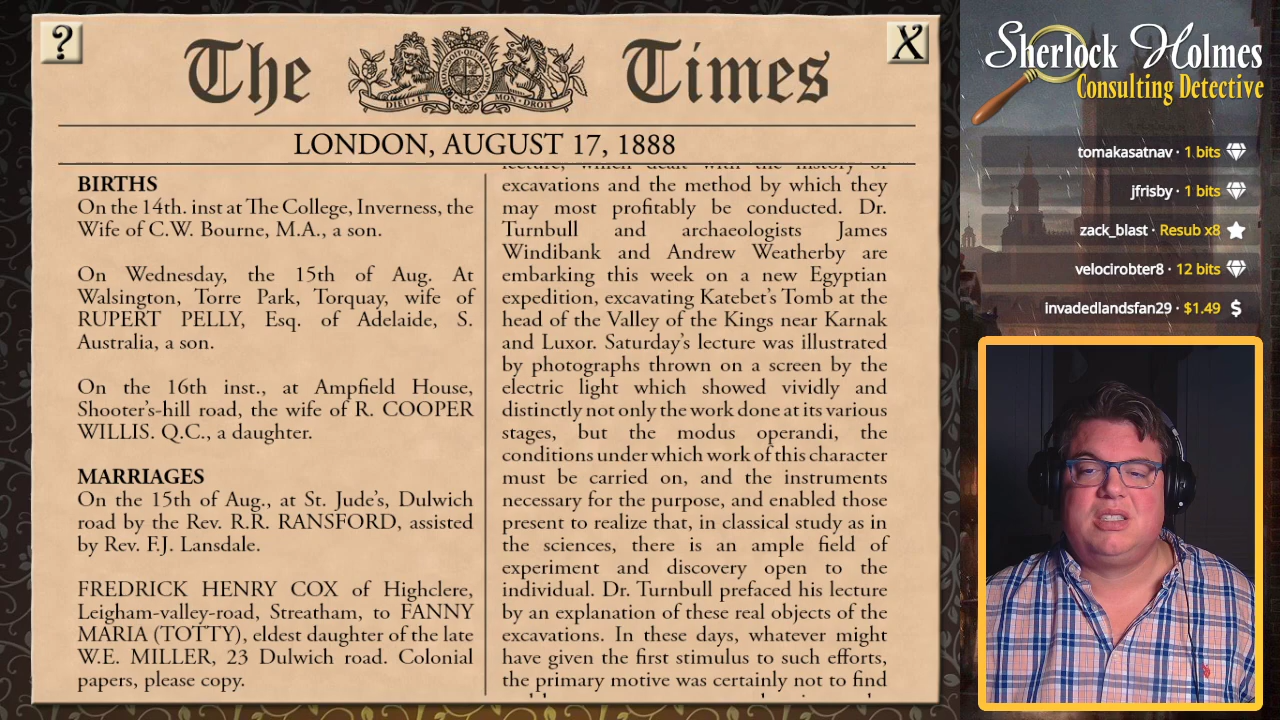 ?
The Times
X
DIEU · ET MON · DROIT
LONDON, AUGUST 17, 1888
BIRTHS
On the 14th. inst at The College, Inverness, the
Wife of C.W. Bourne, M.A., a son.
On Wednesday, the 15th of Aug. At
Walsington, Torre Park, Torquay, wife of
RUPERT PELLY, Esq. of Adelaide, S.
Australia, a son.
On the 16th inst., at Ampfield House,
Shooter's-hill road, the wife of R. COOPER
WILLIS. Q.C., a daughter.
MARRIAGES
On the 15th of Aug., at St. Jude's, Dulwich
road by the Rev. R.R. RANSFORD, assisted
by Rev. F.J. Lansdale.
FREDRICK HENRY COX of Highclere,
Leigham-valley-road, Streatham, to FANNY
MARIA (TOTTY), eldest daughter of the late
W.E. MILLER, 23 Dulwich road. Colonial
papers, please copy.
lecture, which dealt with the history of
excavations and the method by which they
may most profitably be conducted. Dr.
Turnbull and archaeologists James
Windibank and Andrew Weatherby are
embarking this week on a new Egyptian
expedition, excavating Katebet's Tomb at the
head of the Valley of the Kings near Karnak
and Luxor. Saturday's lecture was illustrated
by photographs thrown on a screen by the
electric light which showed vividly and
distinctly not only the work done at its various
stages, but the modus operandi, the
conditions under which work of this character
must be carried on, and the instruments
necessary for the purpose, and enabled those
present to realize that, in classical study as in
the sciences, there is an ample field of
experiment and discovery open to the
individual. Dr. Turnbull prefaced his lecture
by an explanation of these real objects of the
excavations. In these days, whatever might
have given the first stimulus to such efforts,
the primary motive was certainly not to find
Sherlock Holmes
Consulting Detective
tomakasatnav · 1 bits
jfrisby · 1 bits
zack_blast · Resub x8
velocirobter8 · 12 bits
invadedlandsfan29 · $1.49 $